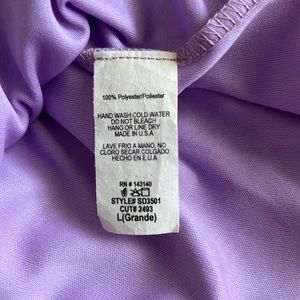 100% Polyester/Poliester
HAND WASH COLD WATER
DO NOT BLEACH
HANG OR LINE DRY
MADE IN U.S.A
LAVE FRIO A MANO, NO
CLORO SECAR COLGADO
HECHO EN E.U.A.
RN # 143140
STYLE# SD3501
CUT# 2493
L(Grande)